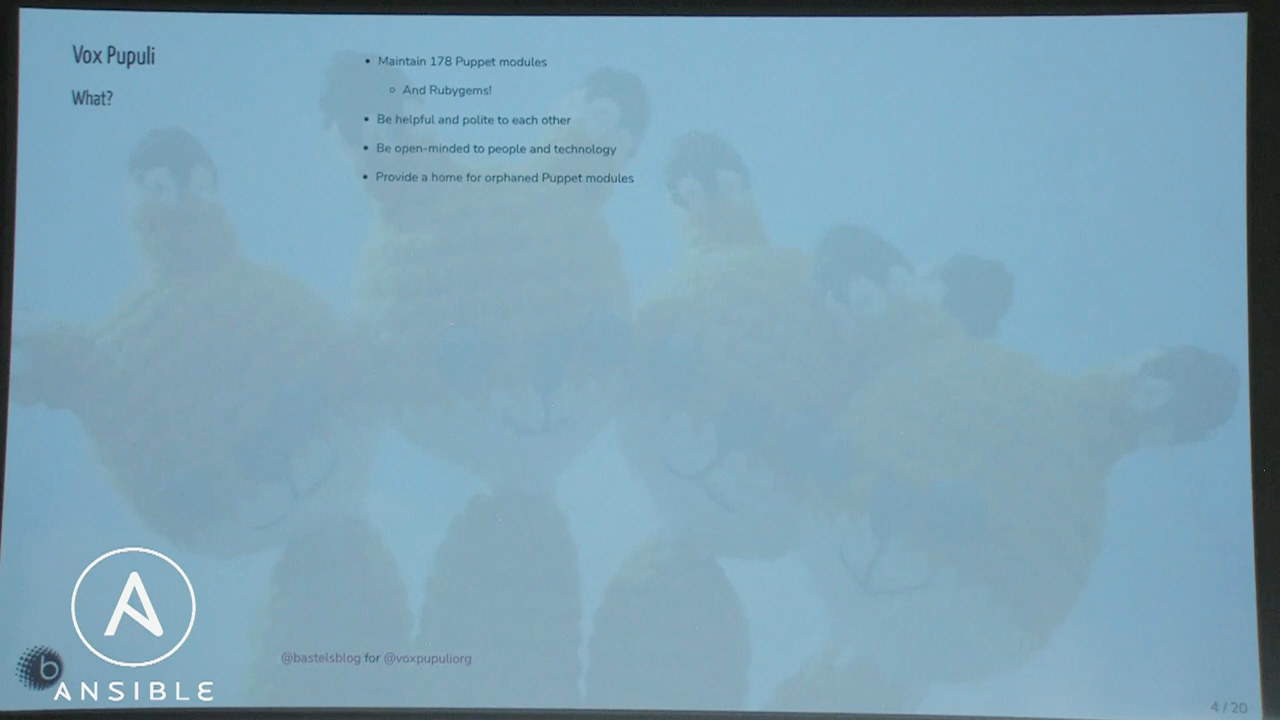 Vox Pupuli
What?
• Maintain 178 Puppet modules
◦ And Rubygems!
• Be helpful and polite to each other
• Be open-minded to people and technology
• Provide a home for orphaned Puppet modules
@bastelsblog for @voxpupuliorg
b
A
ANSIBLE
4 / 20